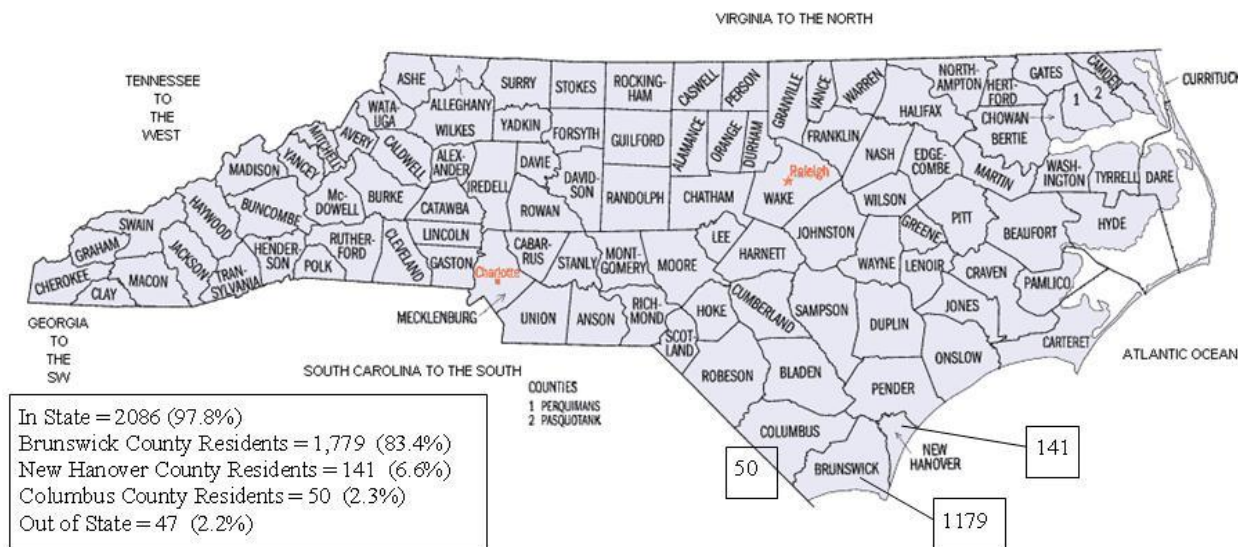 VIRGINIA TO THE NORTH
TENNESSEE
TO
THE
WEST
ASHE
ALLEGHANY
SURRY
STOKES
ROCKING-
HAM
CASWELL
PERSON
GRANVILLE
VANCE
WARREN
NORTH-
AMPTON
HERT-
FORD
GATES
CAMDEN
CURRITUCK
1
2
WATA-
UGA
WILKES
YADKIN
FORSYTH
GUILFORD
ALAMANCE
ORANGE
DURHAM
FRANKLIN
HALIFAX
CHOWAN
BERTIE
MITCHELL
AVERY
CALDWELL
ALEX-
ANDER
IREDELL
DAVIE
DAVID-
SON
RANDOLPH
CHATHAM
Raleigh
WAKE
NASH
EDGE-
COMBE
MARTIN
WASH-
INGTON
TYRRELL
DARE
MADISON
YANCEY
Mc-
DOWELL
BURKE
CATAWBA
ROWAN
WILSON
PITT
BEAUFORT
HYDE
SWAIN
HAYWOOD
BUNCOMBE
RUTHER-
FORD
CLEVELAND
LINCOLN
GASTON
CABAR-
RUS
STANLY
MONT-
GOMERY
MOORE
LEE
HARNETT
JOHNSTON
GREENE
WAYNE
LENOIR
CRAVEN
PAMLICO
GRAHAM
CHEROKEE
CLAY
MACON
JACKSON
TRAN-
SYLVANIA
HENDER-
SON
POLK
Charlotte
MECKLENBURG
UNION
ANSON
RICH-
MOND
SCOT-
LAND
HOKE
CUMBERLAND
SAMPSON
DUPLIN
JONES
ONSLOW
CARTERET
GEORGIA
TO
THE
SW
ATLANTIC OCEAN
SOUTH CAROLINA TO THE SOUTH
ROBESON
BLADEN
PENDER
COUNTIES
1 PERQUIMANS
2 PASQUOTANK
COLUMBUS
BRUNSWICK
NEW
HANOVER
50
141
1179
In State = 2086 (97.8%)
Brunswick County Residents = 1,779 (83.4%)
New Hanover County Residents = 141 (6.6%)
Columbus County Residents = 50 (2.3%)
Out of State = 47 (2.2%)